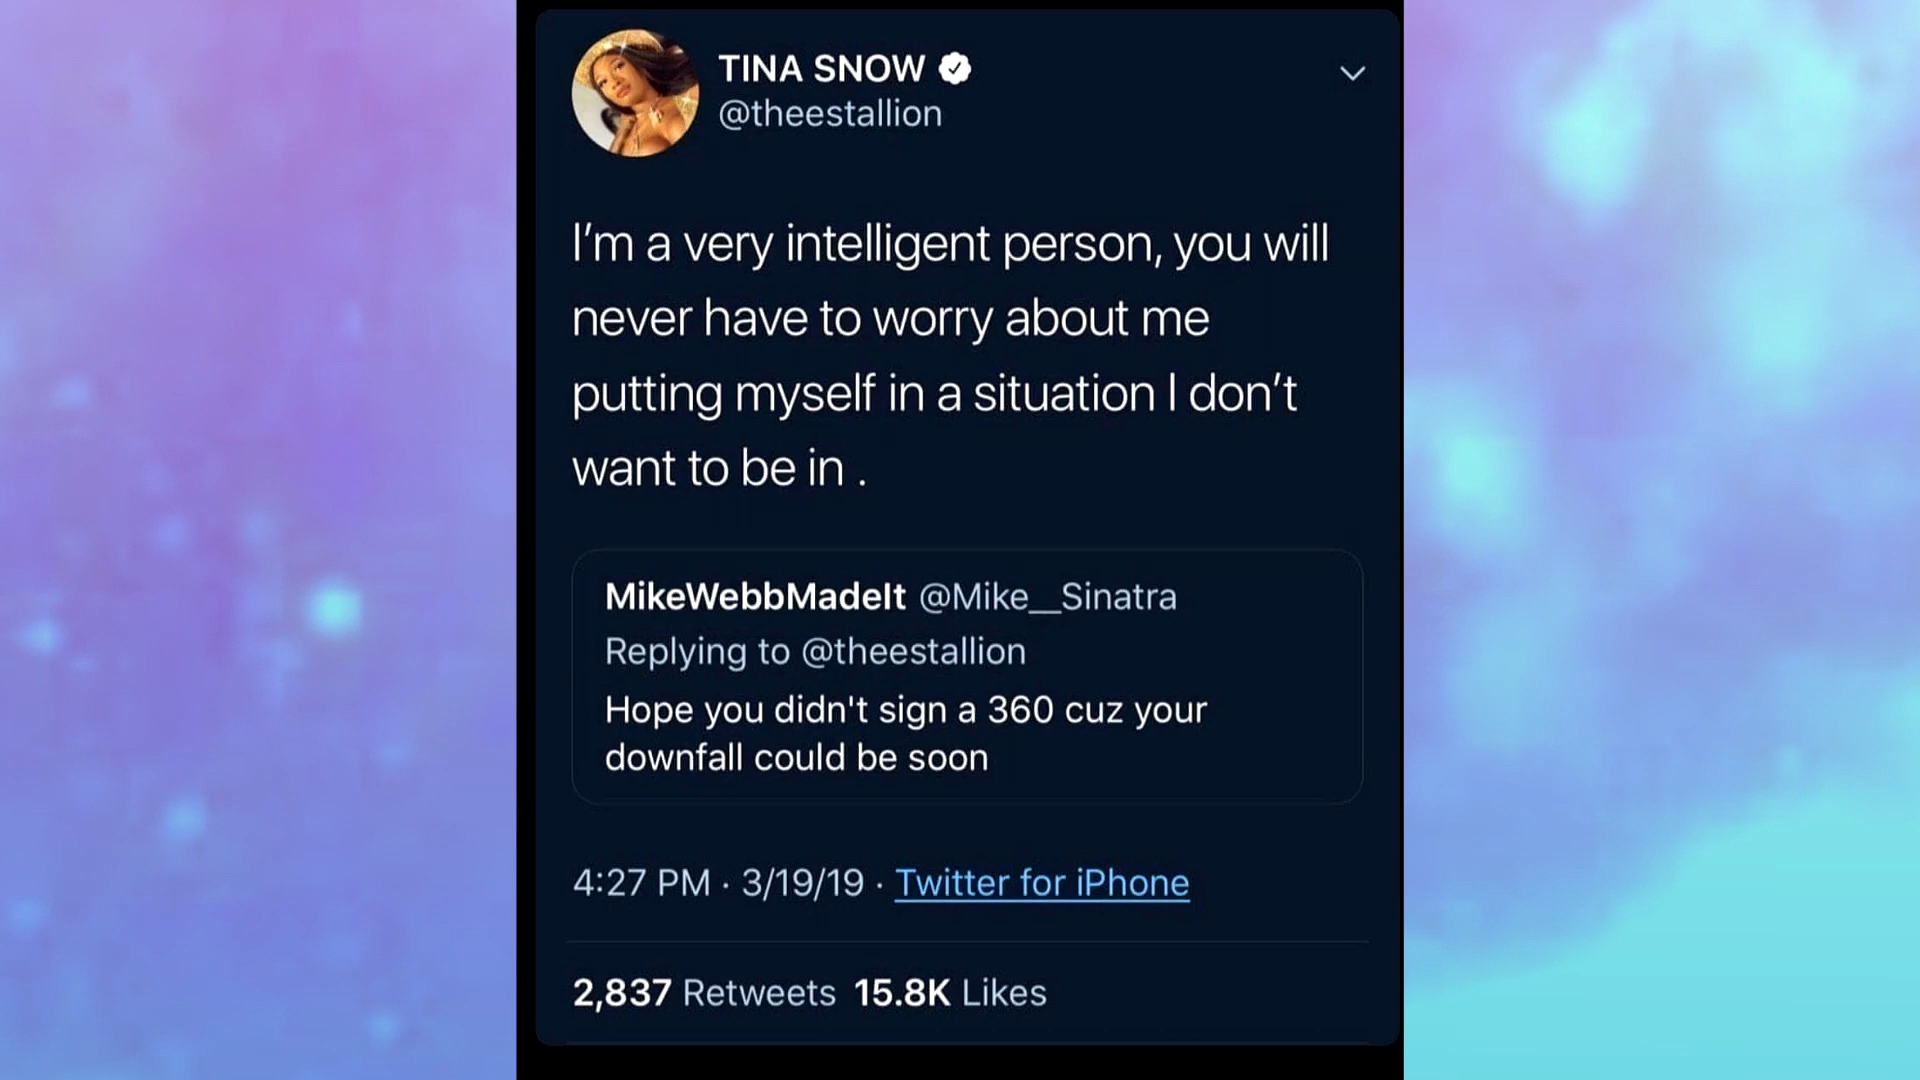 TINA SNOW
@theestallion
I'm a very intelligent person, you will
never have to worry about me
putting myself in a situation I don't
want to be in .
MikeWebbMadeIt @Mike__Sinatra
Replying to @theestallion
Hope you didn't sign a 360 cuz your
downfall could be soon
4:27 PM · 3/19/19 · Twitter for iPhone
2,837 Retweets 15.8K Likes